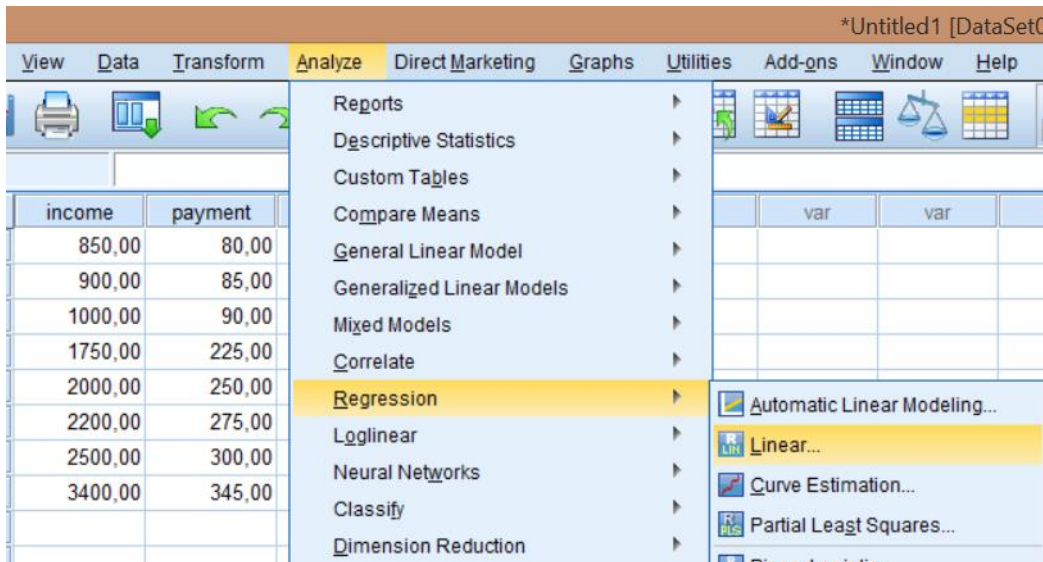 *Untitled1 [DataSet0
View Data Transform Analyze Direct Marketing Graphs Utilities Add-ons Window Help
Reports
Descriptive Statistics
Custom Tables
income payment Compare Means var var
850,00 80,00 General Linear Model
900,00 85,00 Generalized Linear Models
1000,00 90,00 Mixed Models
1750,00 225,00 Correlate
2000,00 250,00 Regression Automatic Linear Modeling...
2200,00 275,00 Loglinear Linear...
2500,00 300,00 Neural Networks Curve Estimation...
3400,00 345,00 Classify Partial Least Squares...
Dimension Reduction